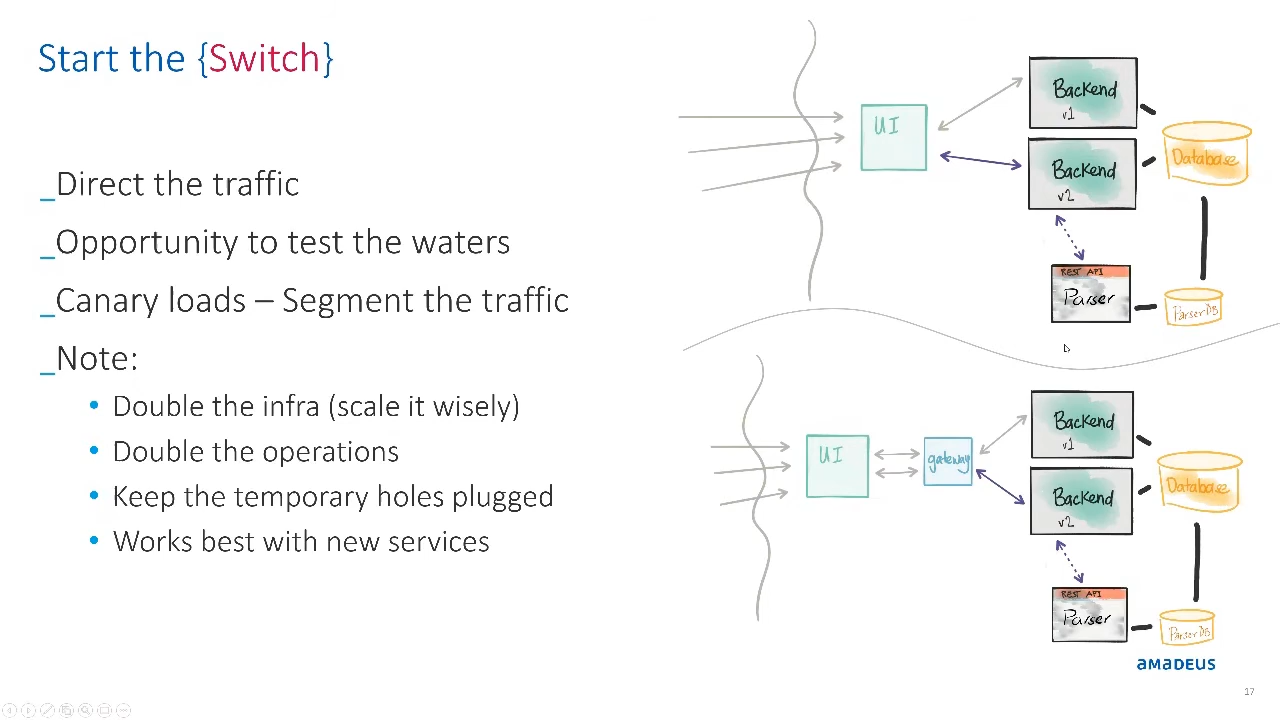 Start the {Switch}
_Direct the traffic
_Opportunity to test the waters
_Canary loads – Segment the traffic
_Note:
• Double the infra (scale it wisely)
• Double the operations
• Keep the temporary holes plugged
• Works best with new services
UI
Backend
v1
Backend
v2
Database
REST API
Parser
ParserDB
UI
gateway
Backend
v1
Backend
v2
Database
REST API
Parser
ParserDB
amadeus
17